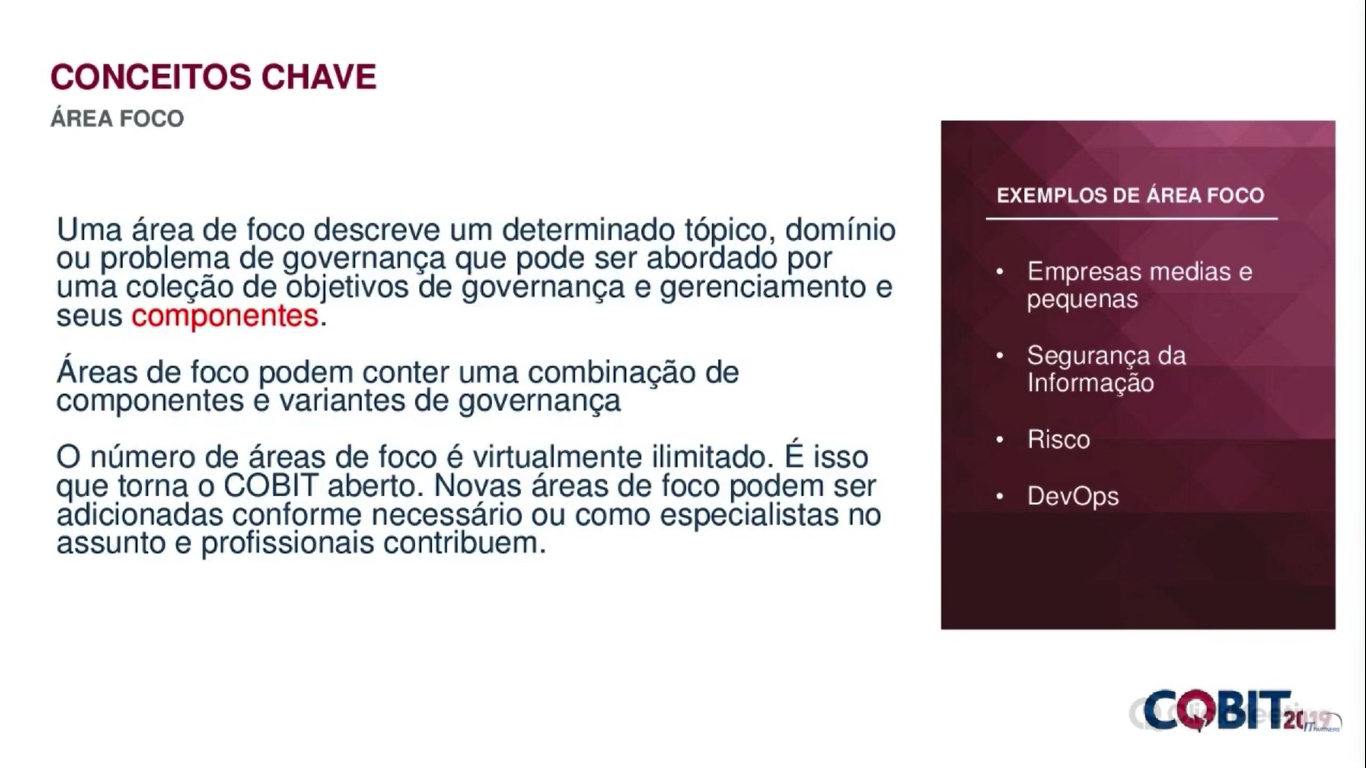 CONCEITOS CHAVE
ÁREA FOCO
Uma área de foco descreve um determinado tópico, domínio
ou problema de governança que pode ser abordado por
uma coleção de objetivos de governança e gerenciamento e
seus componentes.
Áreas de foco podem conter uma combinação de
componentes e variantes de governança
O número de áreas de foco é virtualmente ilimitado. É isso
que torna o COBIT aberto. Novas áreas de foco podem ser
adicionadas conforme necessário ou como especialistas no
assunto e profissionais contribuem.
EXEMPLOS DE ÁREA FOCO
• Empresas medias e
pequenas
• Segurança da
Informação
• Risco
• DevOps
COBIT 2019